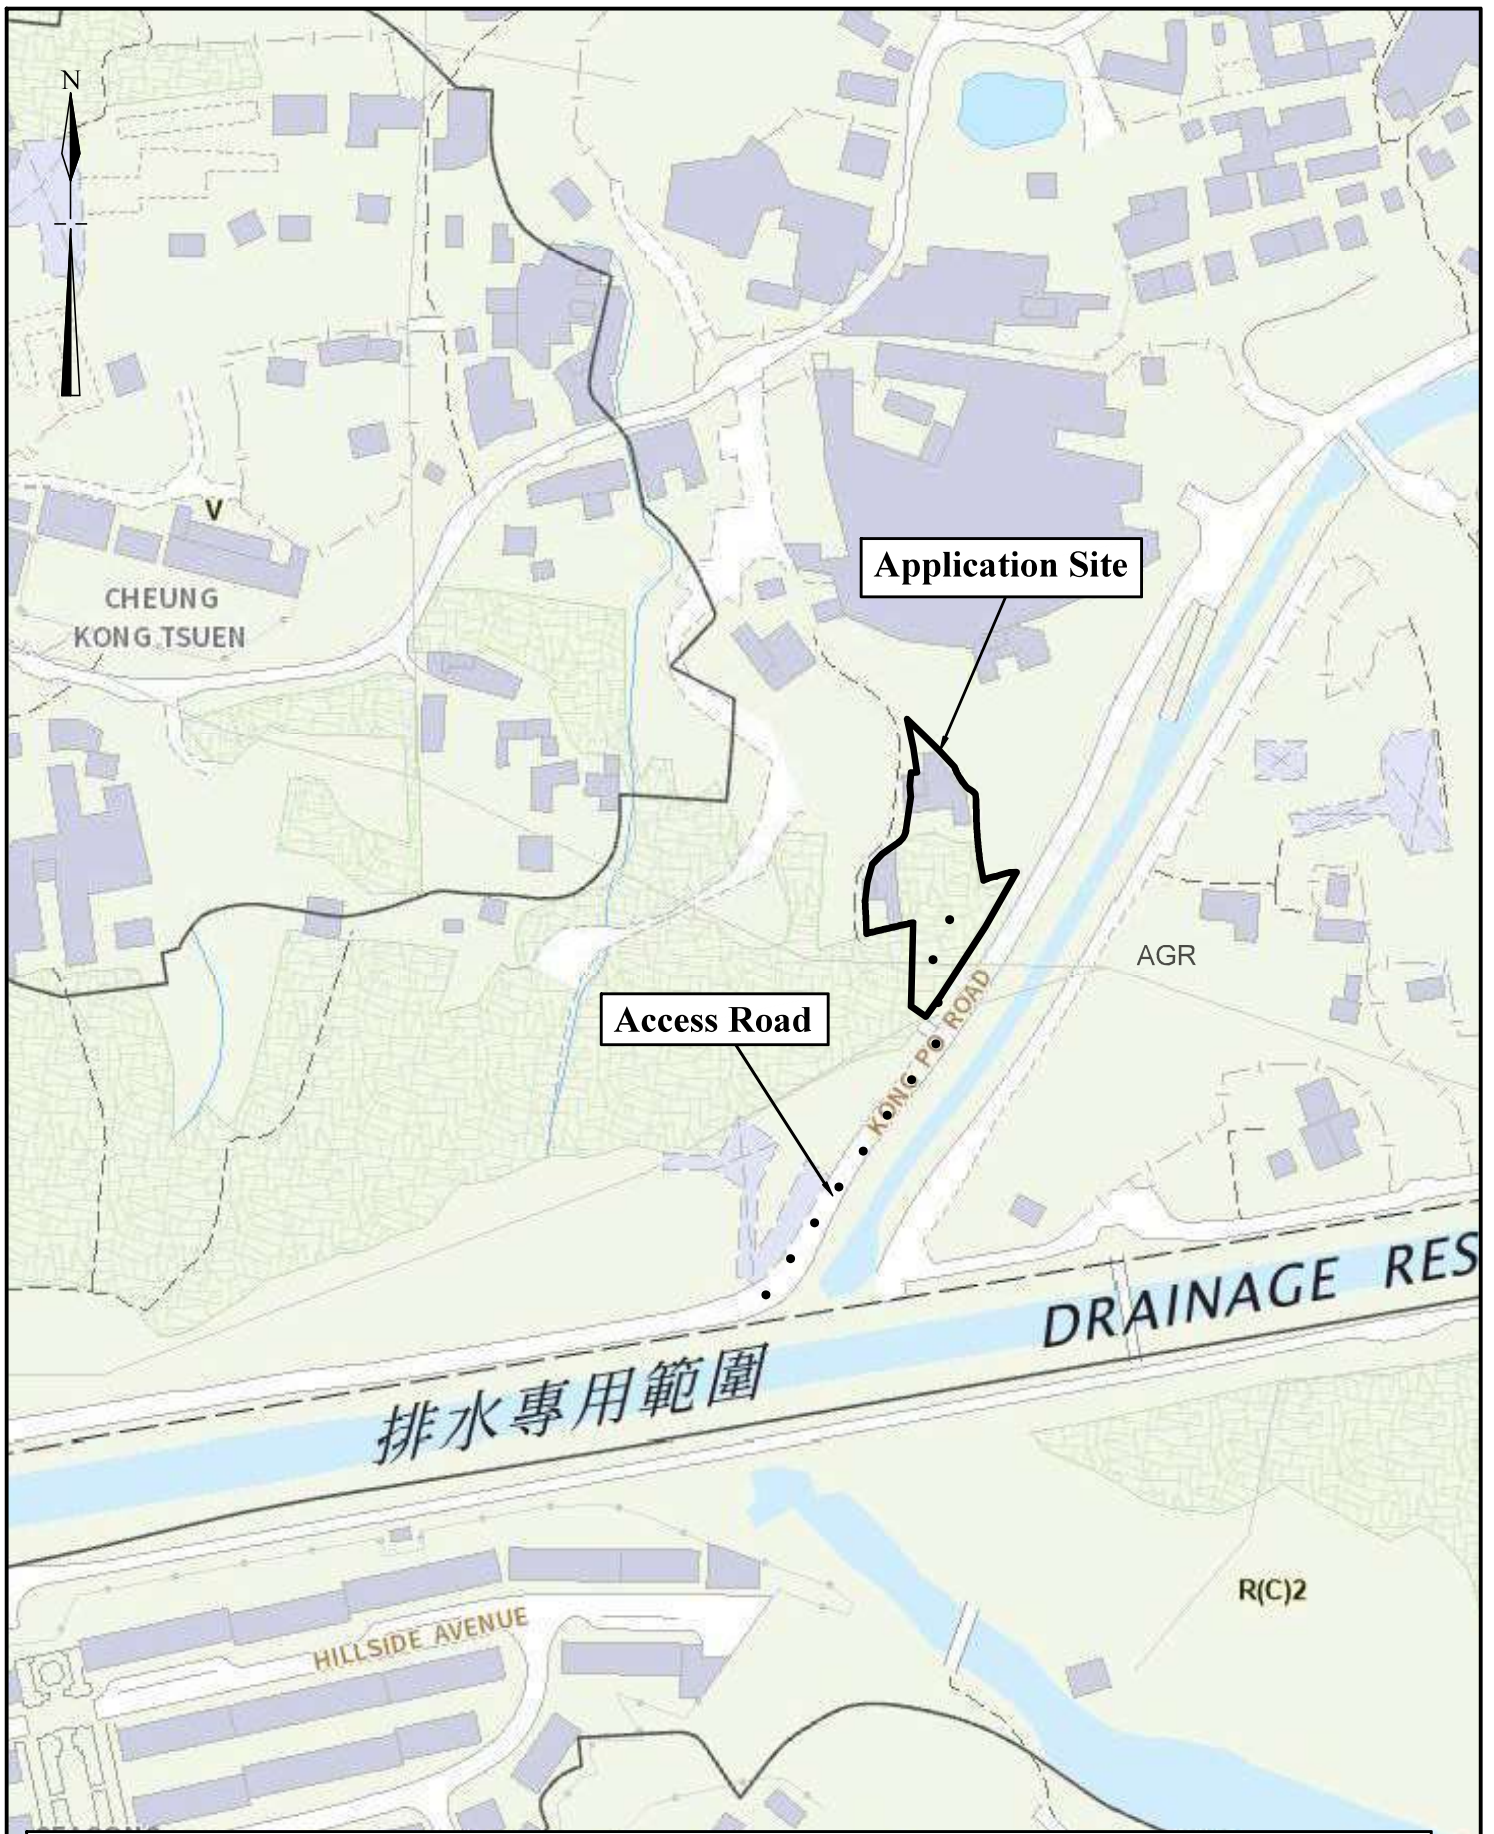 N
V
Application Site
CHEUNG
KONG TSUEN
AGR
KONG PO ROAD
Access Road
DRAINAGE RES
排水專用範圍
R(C)2
HILLSIDE AVENUE